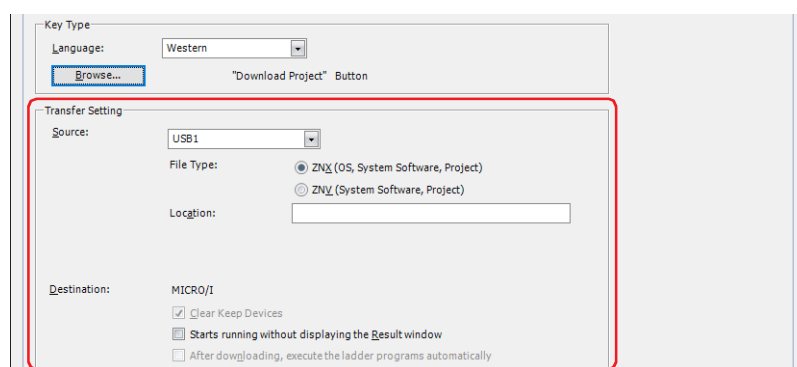 Key Type
Language: Western
Browse... "Download Project" Button
Transfer Setting
Source: USB1
File Type: ZNX (OS, System Software, Project)
ZNV (System Software, Project)
Location:
Destination: MICRO/I
Clear Keep Devices
Starts running without displaying the Result window
After downloading, execute the ladder programs automatically